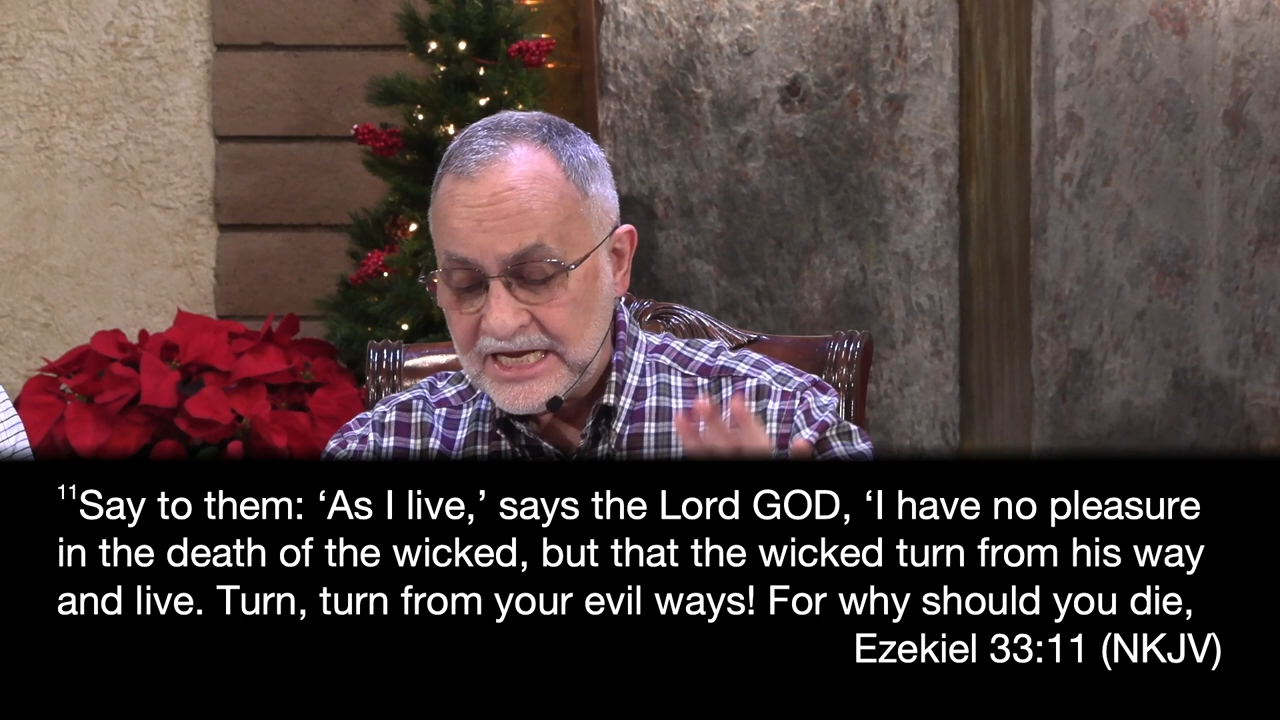 ¹¹Say to them: ‘As I live,’ says the Lord GOD, ‘I have no pleasure
in the death of the wicked, but that the wicked turn from his way
and live. Turn, turn from your evil ways! For why should you die,
Ezekiel 33:11 (NKJV)